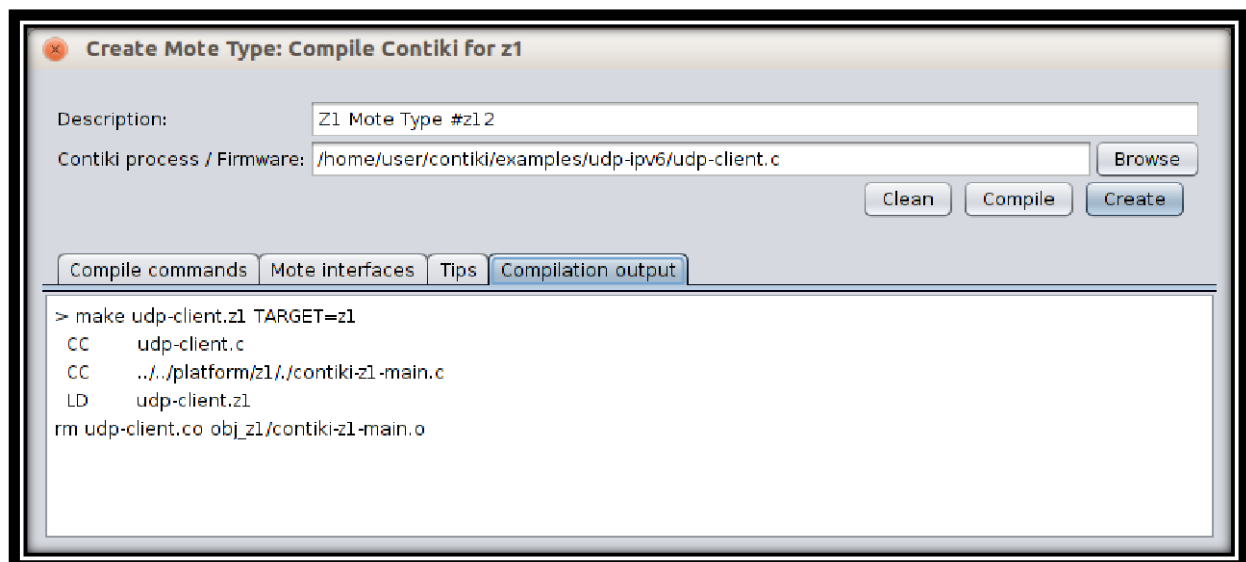 Create Mote Type: Compile Contiki for z1
Description: Z1 Mote Type #z12
Contiki process / Firmware: /home/user/contiki/examples/udp-ipv6/udp-client.c Browse
Clean Compile Create
Compile commands Mote interfaces Tips Compilation output
> make udp-client.z1 TARGET=z1
CC udp-client.c
CC ../../platform/z1/./contiki-z1-main.c
LD udp-client.z1
rm udp-client.co obj_z1/contiki-z1-main.o